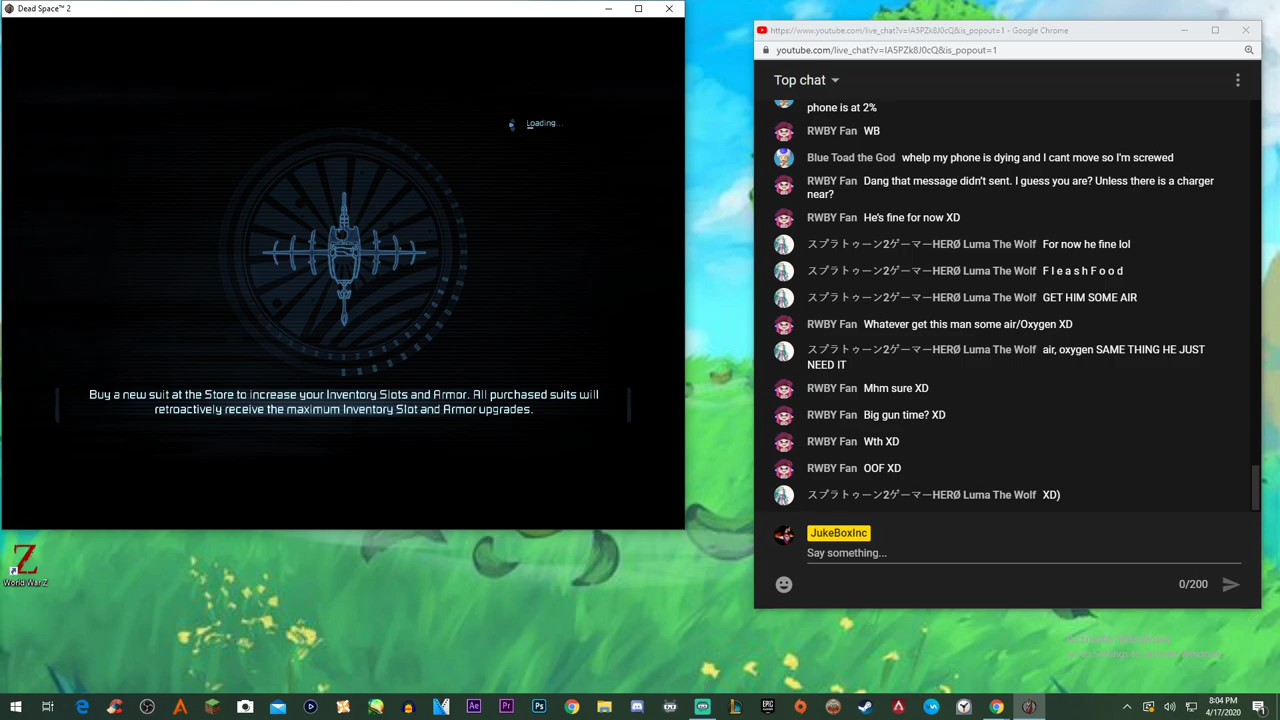 Dead Space™ 2
Loading...
Buy a new suit at the Store to increase your Inventory Slots and Armor. All purchased suits will
retroactively receive the maximum Inventory Slot and Armor upgrades.
World War Z
https://www.youtube.com/live_chat?v=IA5PZk8J0cQ&is_popout=1 - Google Chrome
youtube.com/live_chat?v=IA5PZk8J0cQ&is_popout=1
Top chat
phone is at 2%
RWBY Fan WB
Blue Toad the God whelp my phone is dying and I cant move so I'm screwed
RWBY Fan Dang that message didn't sent. I guess you are? Unless there is a charger
near?
RWBY Fan He's fine for now XD
スプラトゥーン2ゲーマーHERØ Luma The Wolf For now he fine lol
スプラトゥーン2ゲーマーHERØ Luma The Wolf F l e a s h F o o d
スプラトゥーン2ゲーマーHERØ Luma The Wolf GET HIM SOME AIR
RWBY Fan Whatever get this man some air/Oxygen XD
スプラトゥーン2ゲーマーHERØ Luma The Wolf air, oxygen SAME THING HE JUST
NEED IT
RWBY Fan Mhm sure XD
RWBY Fan Big gun time? XD
RWBY Fan Wth XD
RWBY Fan OOF XD
スプラトゥーン2ゲーマーHERØ Luma The Wolf XD)
JukeBoxInc
Say something...
0/200
Ae
Pr
Ps
EPIC
8:04 PM
4/17/2020